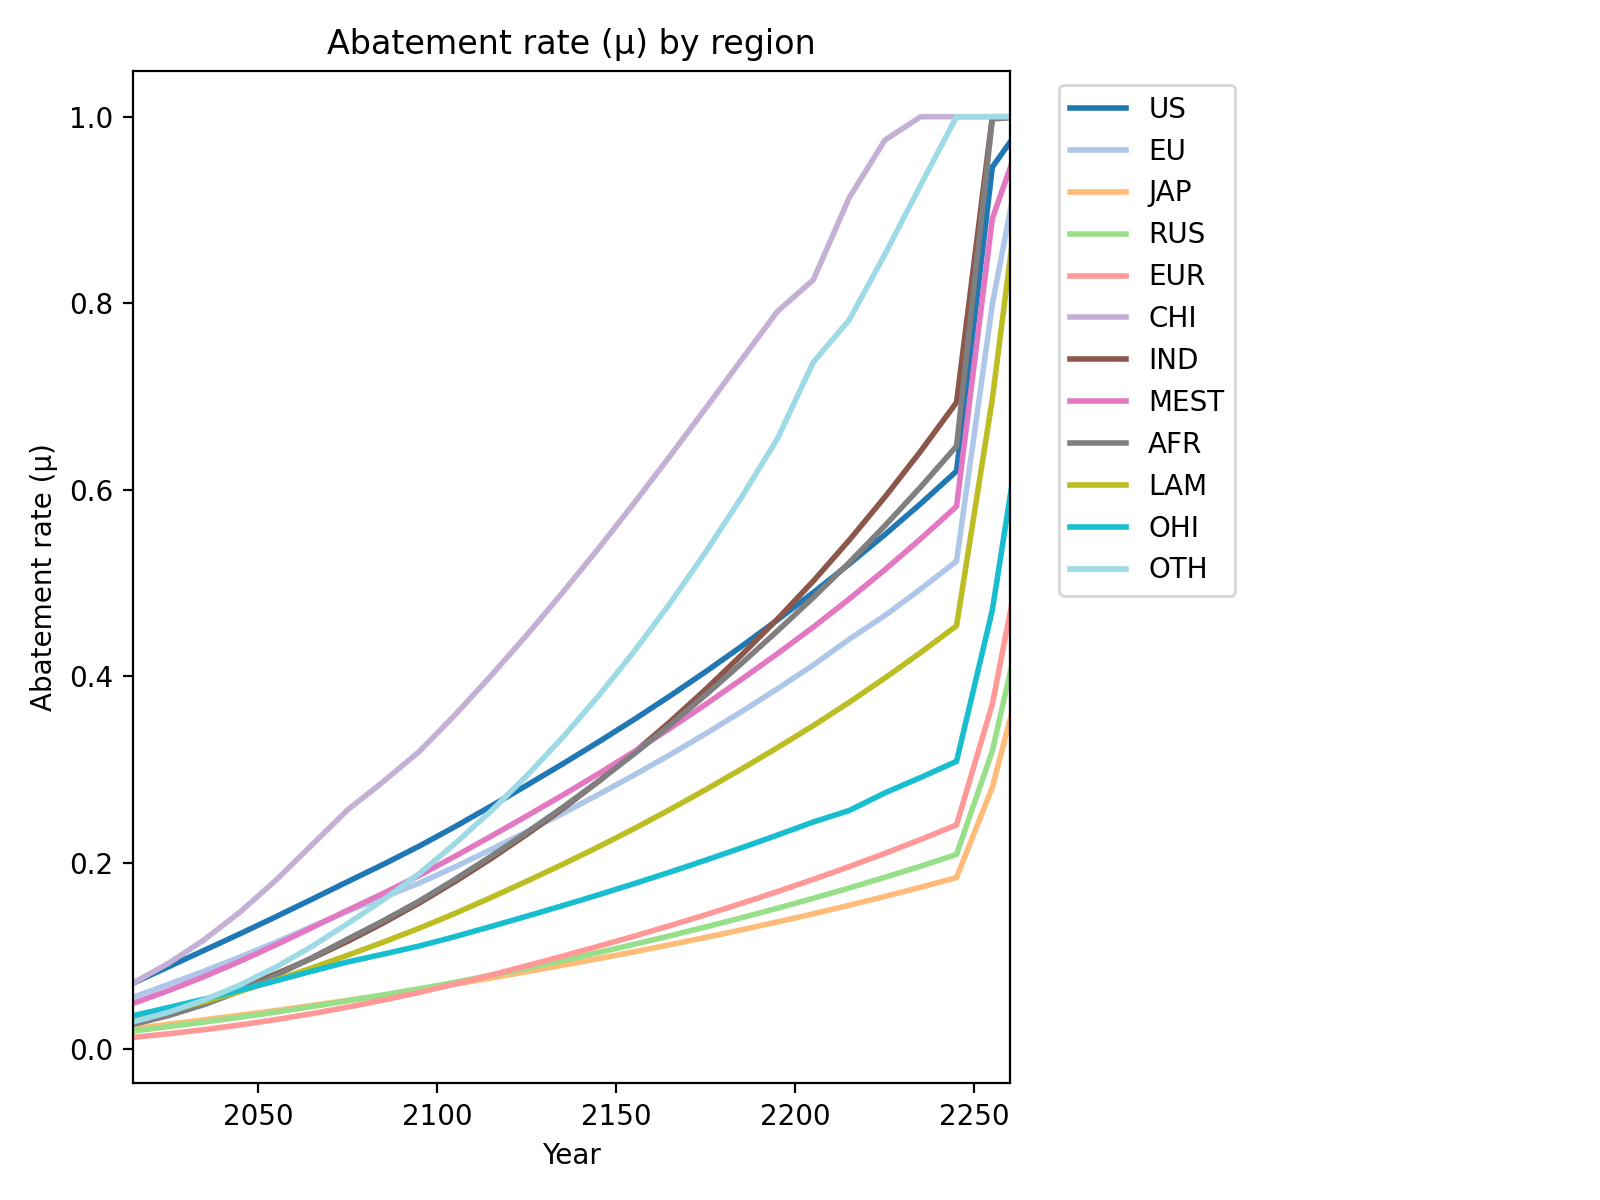 Abatement rate (μ) by region
1.0
0.8
0.6
0.4
0.2
0.0
Abatement rate (μ)
2050 2100 2150 2200 2250
Year
US
EU
JAP
RUS
EUR
CHI
IND
MEST
AFR
LAM
OHI
OTH